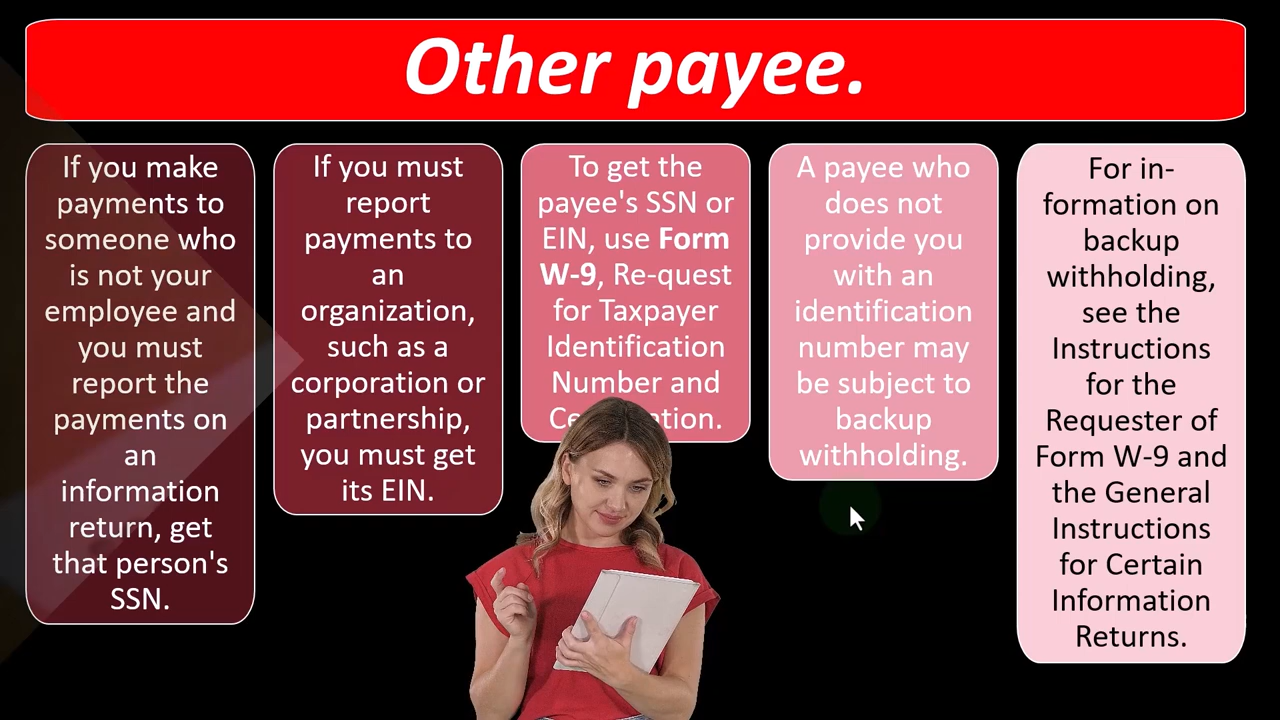 Other payee.
If you make
payments to
someone who
is not your
employee and
you must
report the
payments on
an
information
return, get
that person's
SSN.
If you must
report
payments to
an
organization,
such as a
corporation or
partnership,
you must get
its EIN.
To get the
payee's SSN or
EIN, use Form
W-9, Re-quest
for Taxpayer
Identification
Number and
A payee who
does not
provide you
with an
identification
number may
be subject to
backup
withholding.
For in-
formation on
backup
withholding,
see the
Instructions
for the
Requester of
Form W-9 and
the General
Instructions
for Certain
Information
Returns.